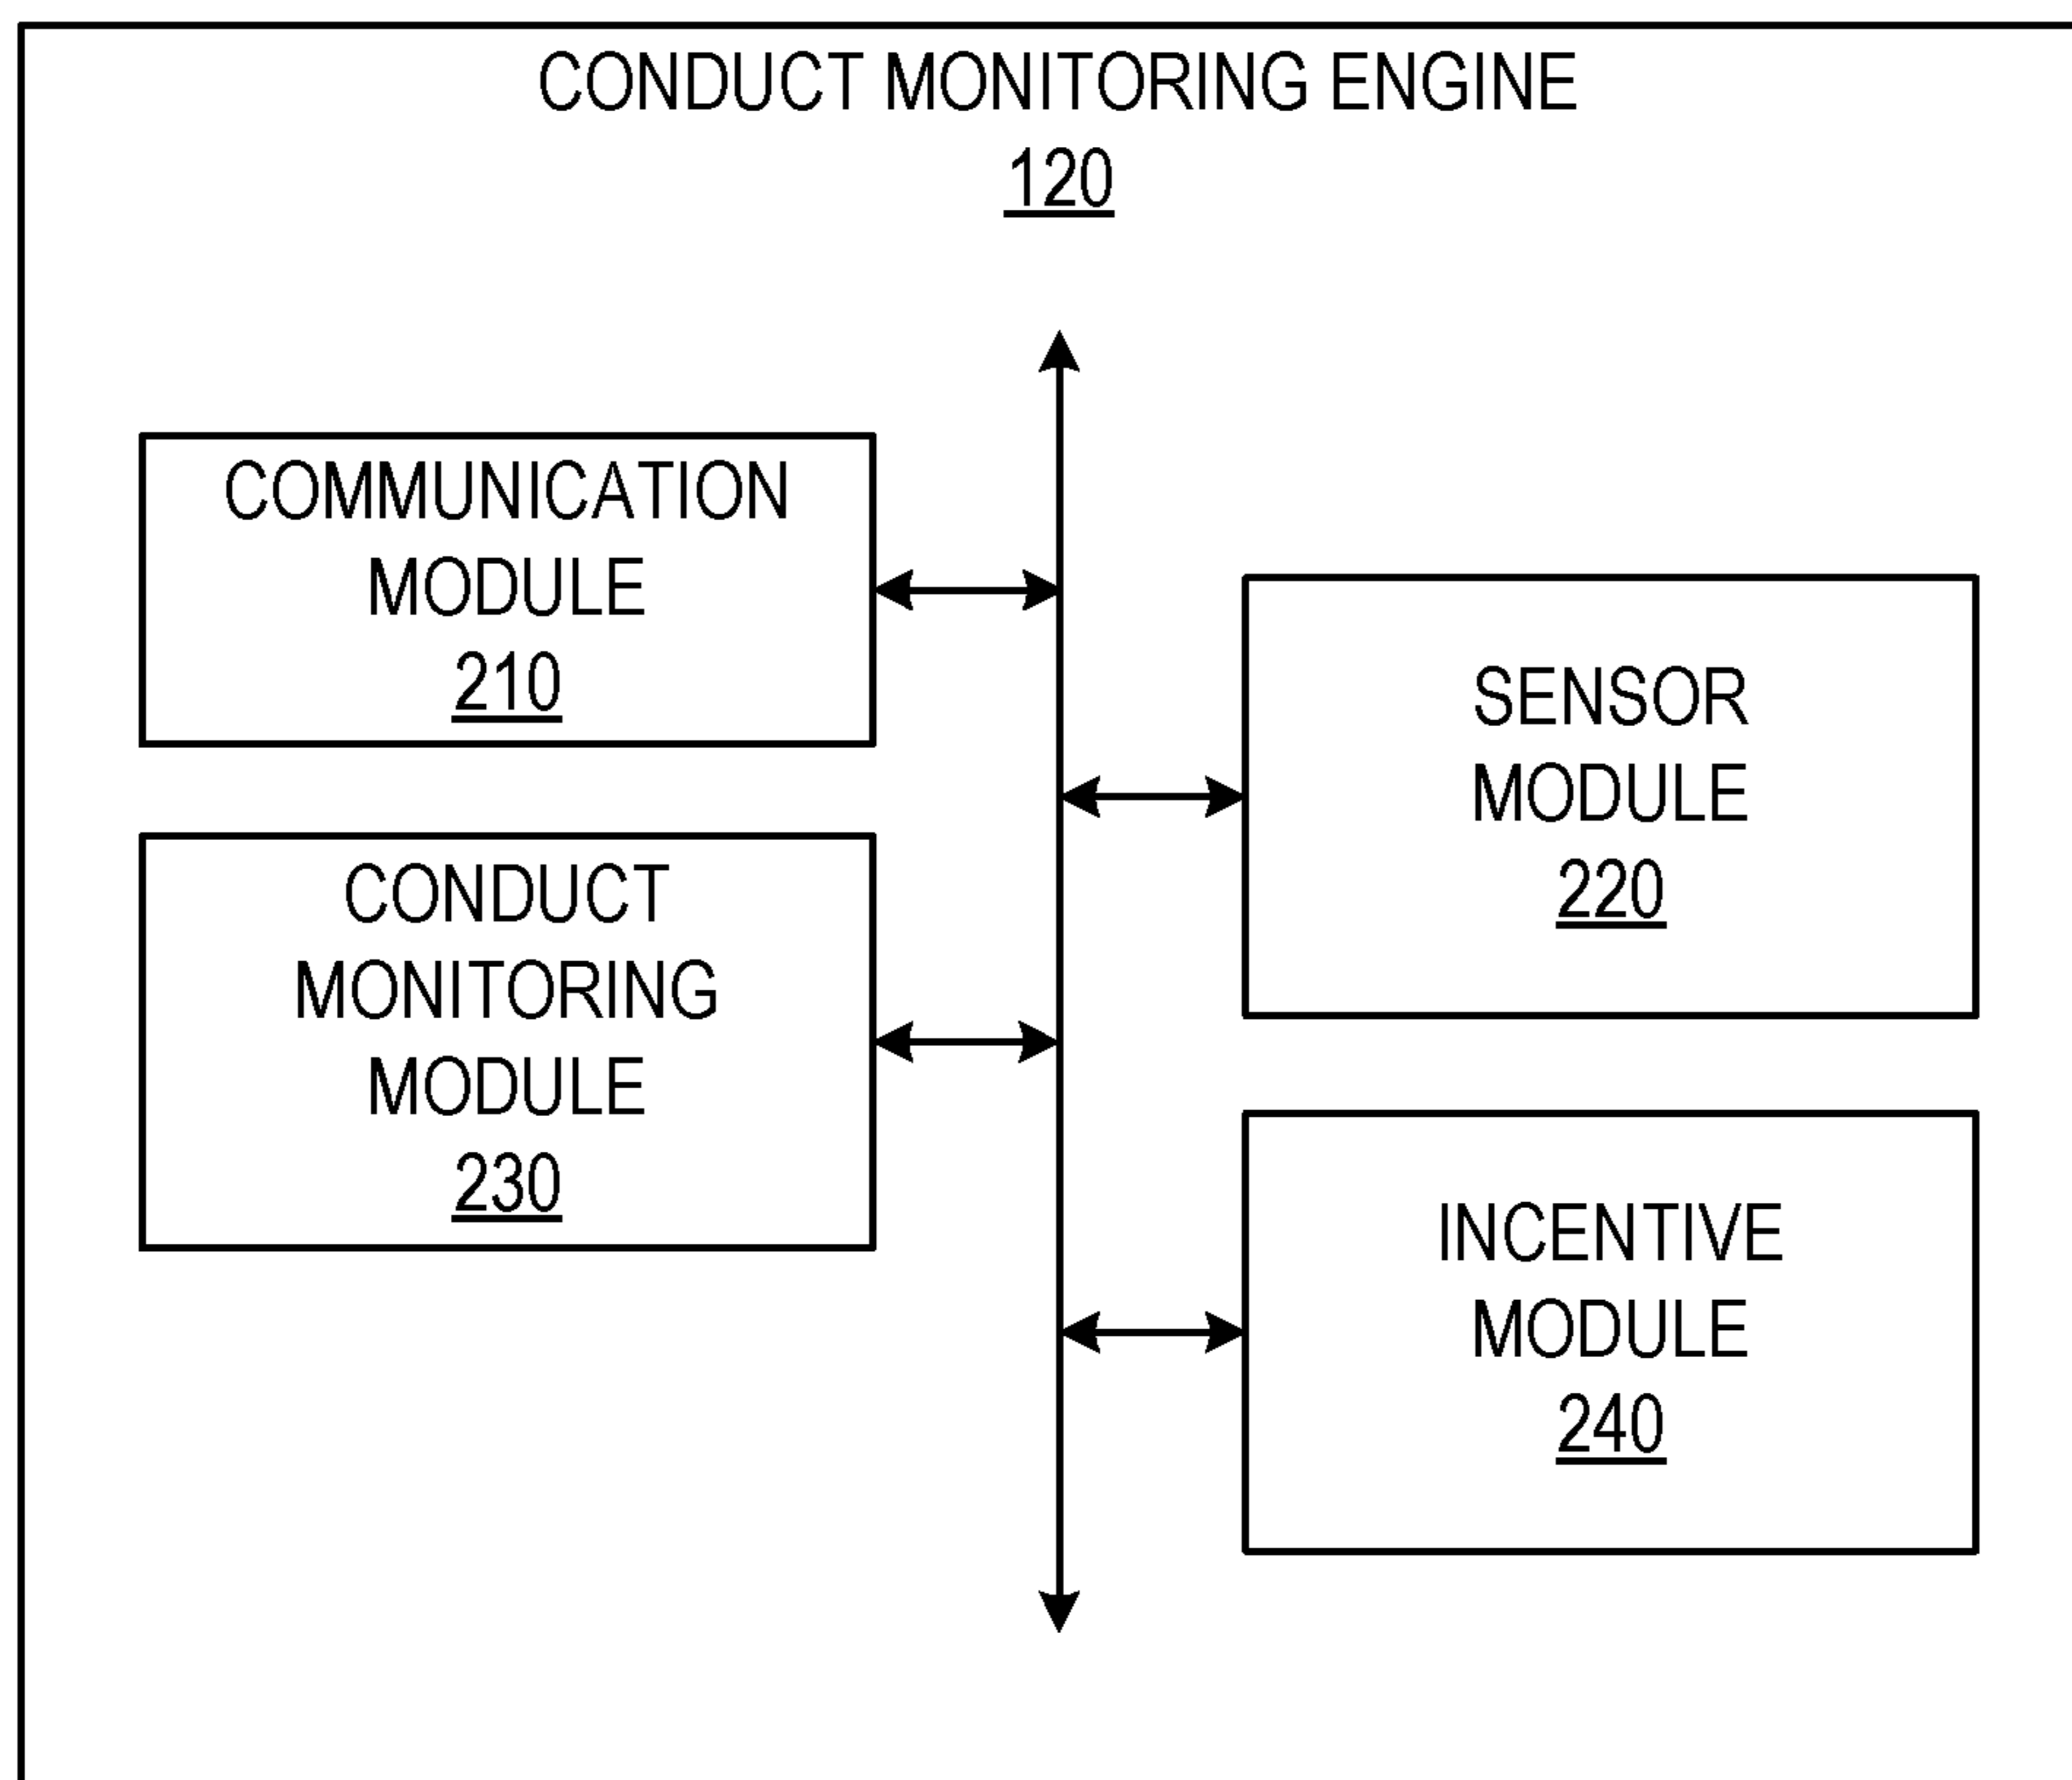 CONDUCT MONITORING ENGINE
120
COMMUNICATION
MODULE
210
SENSOR
MODULE
220
CONDUCT
MONITORING
MODULE
230
INCENTIVE
MODULE
240